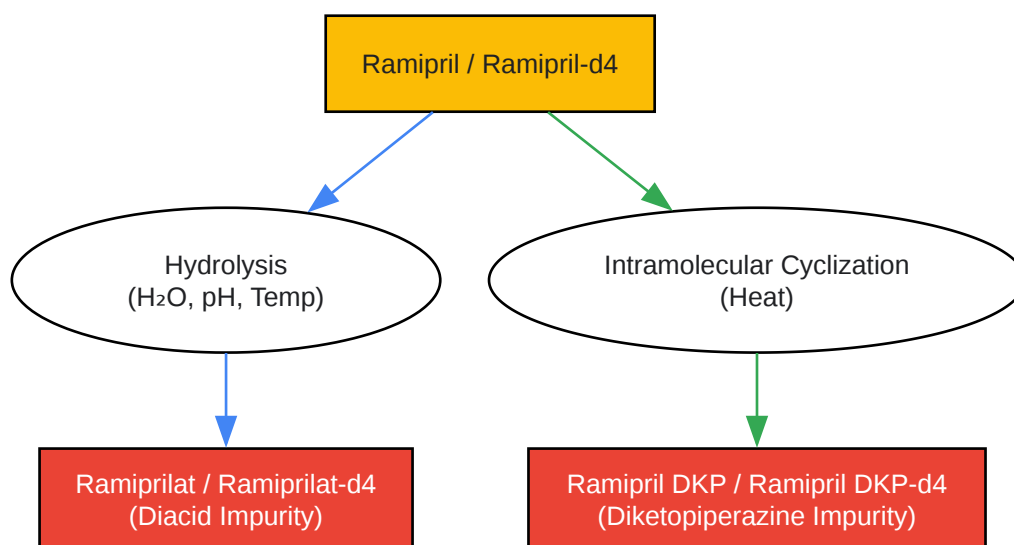 Ramipril / Ramipril-d4
Hydrolysis
(H₂O, pH, Temp)
Intramolecular Cyclization
(Heat)
Ramiprilat / Ramiprilat-d4
(Diacid Impurity)
Ramipril DKP / Ramipril DKP-d4
(Diketopiperazine Impurity)